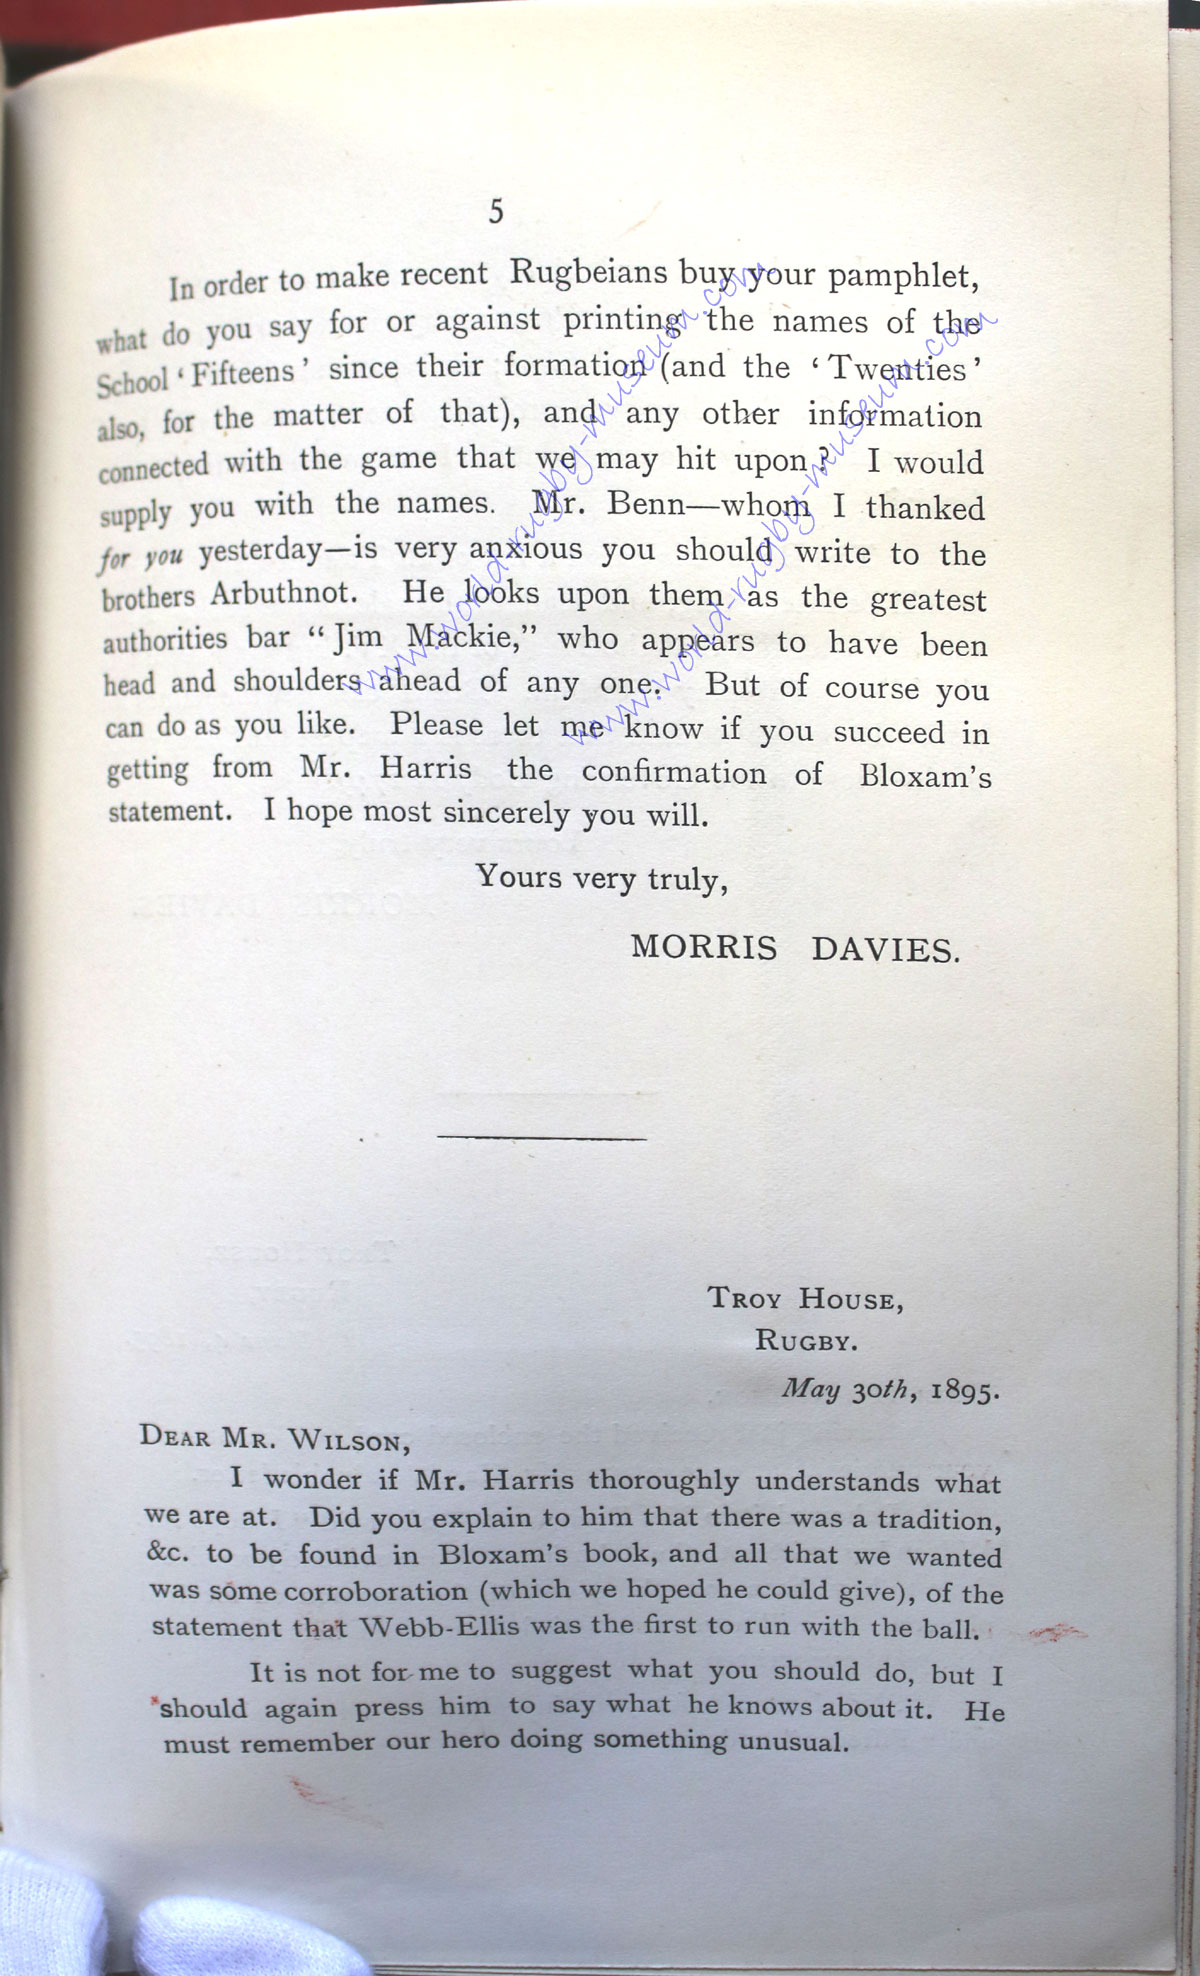 5
In order to make recent Rugbeians buy your pamphlet,
what do you say for or against printing the names of the
School ‘Fifteens’ since their formation (and the ‘Twenties’
also, for the matter of that), and any other information
connected with the game that we may hit upon? I would
supply you with the names. Mr. Benn—whom I thanked
for you yesterday—is very anxious you should write to the
brothers Arbuthnot. He looks upon them as the greatest
authorities bar “Jim Mackie,” who appears to have been
head and shoulders ahead of any one. But of course you
can do as you like. Please let me know if you succeed in
getting from Mr. Harris the confirmation of Bloxam’s
statement. I hope most sincerely you will.
Yours very truly,
MORRIS DAVIES.
TROY HOUSE,
RUGBY.
May 30th, 1895.
DEAR MR. WILSON,
I wonder if Mr. Harris thoroughly understands what
we are at. Did you explain to him that there was a tradition,
&c. to be found in Bloxam’s book, and all that we wanted
was some corroboration (which we hoped he could give), of the
statement that Webb-Ellis was the first to run with the ball.
It is not for me to suggest what you should do, but I
should again press him to say what he knows about it. He
must remember our hero doing something unusual.
www.world-rugby-museum.com
www.world-rugby-museum.com